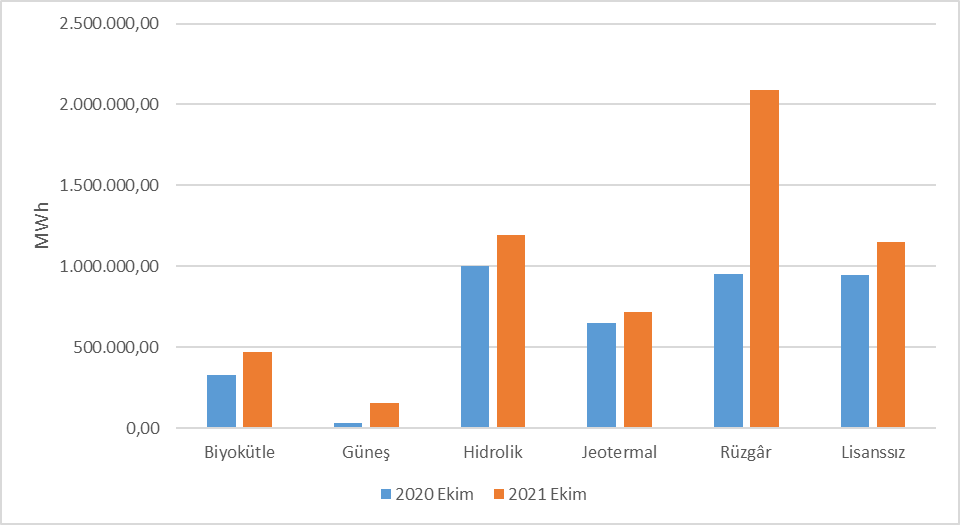 2.500.000,00
2.000.000,00
1.500.000,00
1.000.000,00
500.000,00
0,00
MWh
Biyokütle Güneş Hidrolik Jeotermal Rüzgâr Lisanssız
2020 Ekim 2021 Ekim